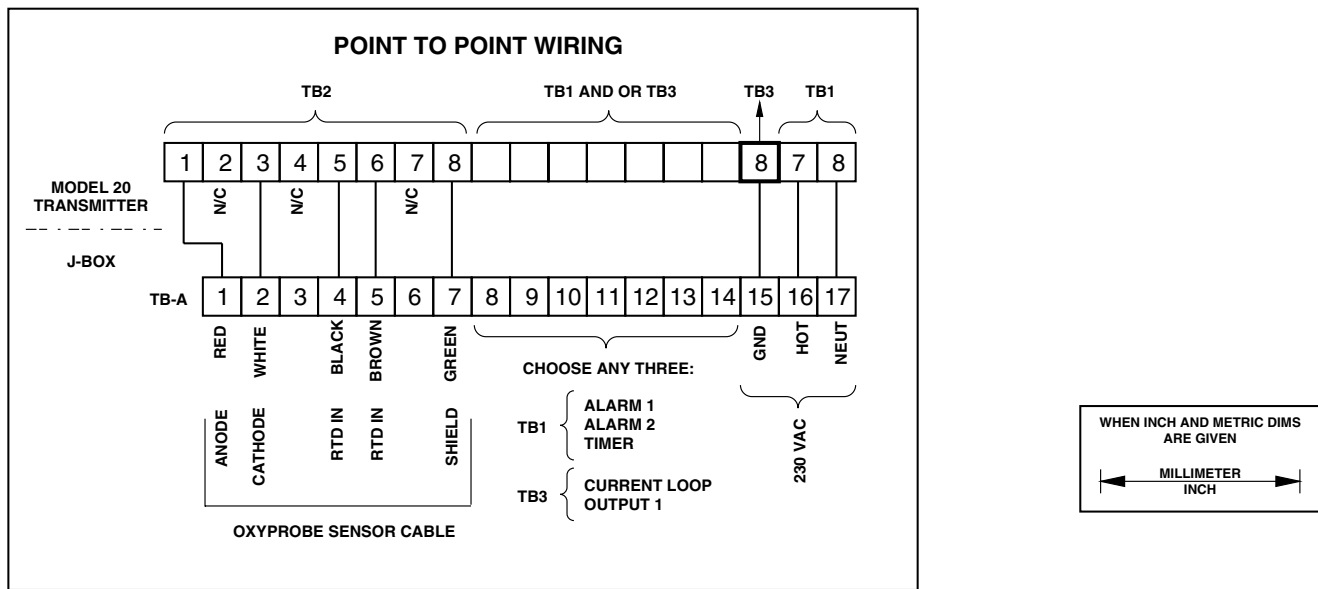 POINT TO POINT WIRING
TB2
TB1 AND OR TB3
TB3
TB1
1 2 3 4 5 6 7 8 8 7 8
MODEL 20
TRANSMITTER
N/C
N/C
N/C
J-BOX
TB-A
1 2 3 4 5 6 7 8 9 10 11 12 13 14 15 16 17
RED
WHITE
BLACK
BROWN
GREEN
GND
HOT
NEUT
CHOOSE ANY THREE:
ANODE
CATHODE
RTD IN
RTD IN
SHIELD
TB1
ALARM 1
ALARM 2
TIMER
TB3
CURRENT LOOP
OUTPUT 1
230 VAC
OXYPROBE SENSOR CABLE
WHEN INCH AND METRIC DIMS
ARE GIVEN
MILLIMETER
INCH